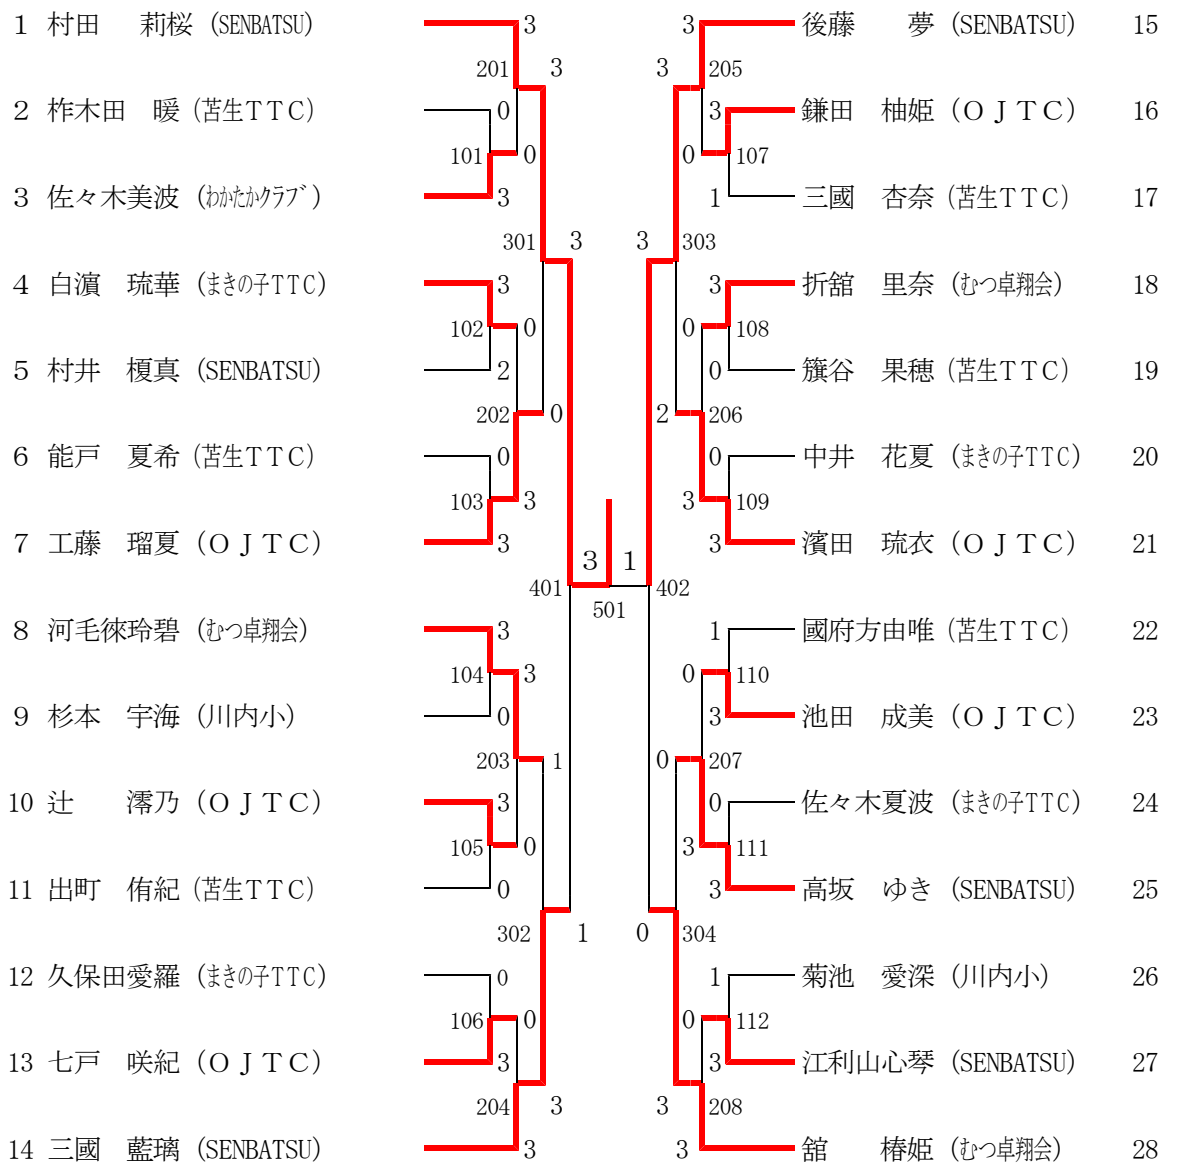 1 村田 莉桜 (SENBATSU) 3 3 後藤 夢 (SENBATSU) 15
201 3 3 205
2 柞木田 暖 (苫生TTC) 0 3 鎌田 柚姫 (OJTC) 16
101 0 0 107
3 佐々木美波 (わかたかクラブ) 3 1 三國 杏奈 (苫生TTC) 17
301 3 3 303
4 白濵 琉華 (まきの子TTC) 3 3 折舘 里奈 (むつ卓翔会) 18
102 0 0 108
5 村井 榎真 (SENBATSU) 2 0 籏谷 果穂 (苫生TTC) 19
202 0 2 206
6 能戸 夏希 (苫生TTC) 0 0 中井 花夏 (まきの子TTC) 20
103 3 3 109
7 工藤 瑠夏 (OJTC) 3 3 濱田 琉衣 (OJTC) 21
3 1
401 402
501
8 河毛徠玲碧 (むつ卓翔会) 3 1 國府方由唯 (苫生TTC) 22
104 3 0 110
9 杉本 宇海 (川内小) 0 3 池田 成美 (OJTC) 23
203 1 0 207
10 辻 澪乃 (OJTC) 3 0 佐々木夏波 (まきの子TTC) 24
105 0 3 111
11 出町 侑紀 (苫生TTC) 0 3 高坂 ゆき (SENBATSU) 25
302 1 0 304
12 久保田愛羅 (まきの子TTC) 0 1 菊池 愛深 (川内小) 26
106 0 0 112
13 七戸 咲紀 (OJTC) 3 3 江利山心琴 (SENBATSU) 27
204 3 3 208
14 三國 藍璃 (SENBATSU) 3 3 舘 椿姫 (むつ卓翔会) 28